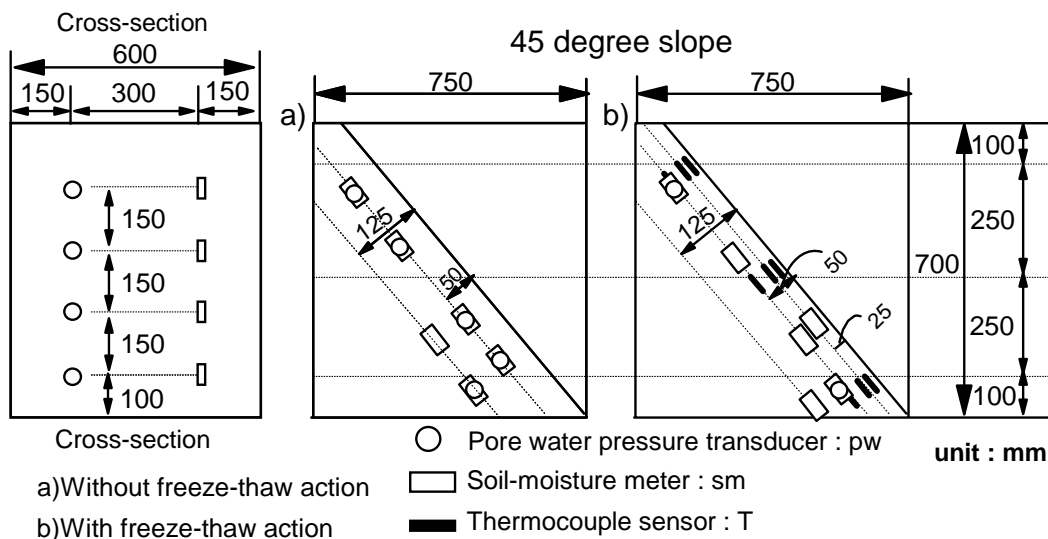 Cross-section
600
150 300 150
45 degree slope
a)
750
b)
750
150
150
150
100
125
50
125
50
25
700
100
250
250
100
Cross-section
a)Without freeze-thaw action
b)With freeze-thaw action
Pore water pressure transducer : pw
Soil-moisture meter : sm
Thermocouple sensor : T
unit : mm